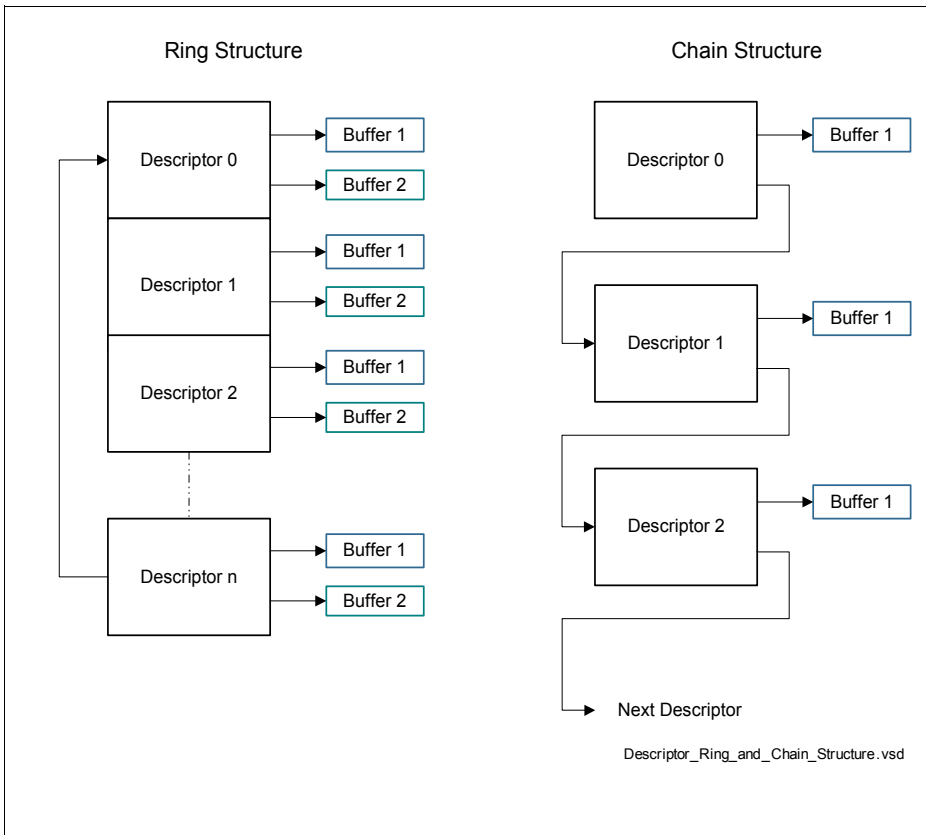 Ring Structure
Descriptor 0
Buffer 1
Buffer 2
Descriptor 1
Buffer 1
Buffer 2
Descriptor 2
Buffer 1
Buffer 2
Descriptor n
Buffer 1
Buffer 2
Chain Structure
Descriptor 0
Buffer 1
Descriptor 1
Buffer 1
Descriptor 2
Buffer 1
Next Descriptor
Descriptor_Ring_and_Chain_Structure.vsd